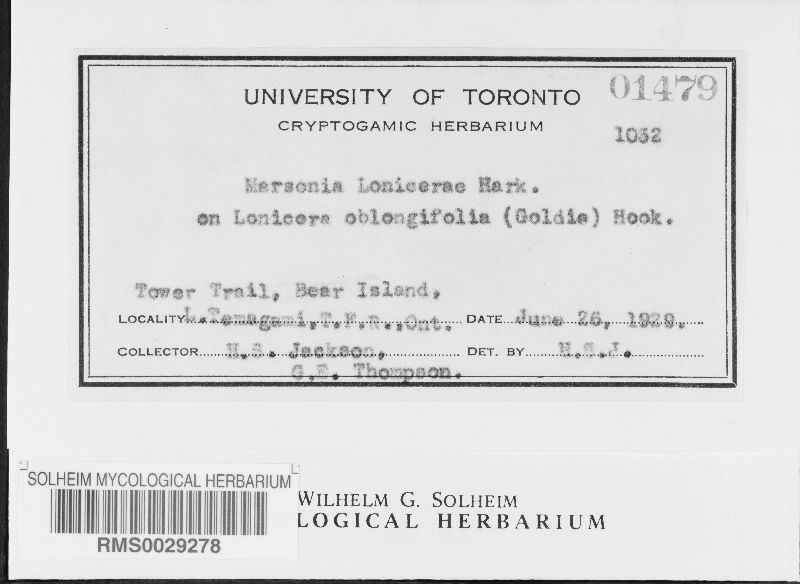 UNIVERSITY OF TORONTO 01479
CRYPTOGAMIC HERBARIUM 1032
Marsonia Lonicerae Hark.
on Lonicera oblongifolia (Goldie) Hook.
Tower Trail, Bear Island,
LOCALITY L. Temagami, T.F.R., Ont. DATE June 26, 1929.
COLLECTOR H.S. Jackson, DET. BY H.S.J.
G.E. Thompson.
SOLHEIM MYCOLOGICAL HERBARIUM
RMS0029278
WILHELM G. SOLHEIM
LOGICAL HERBARIUM